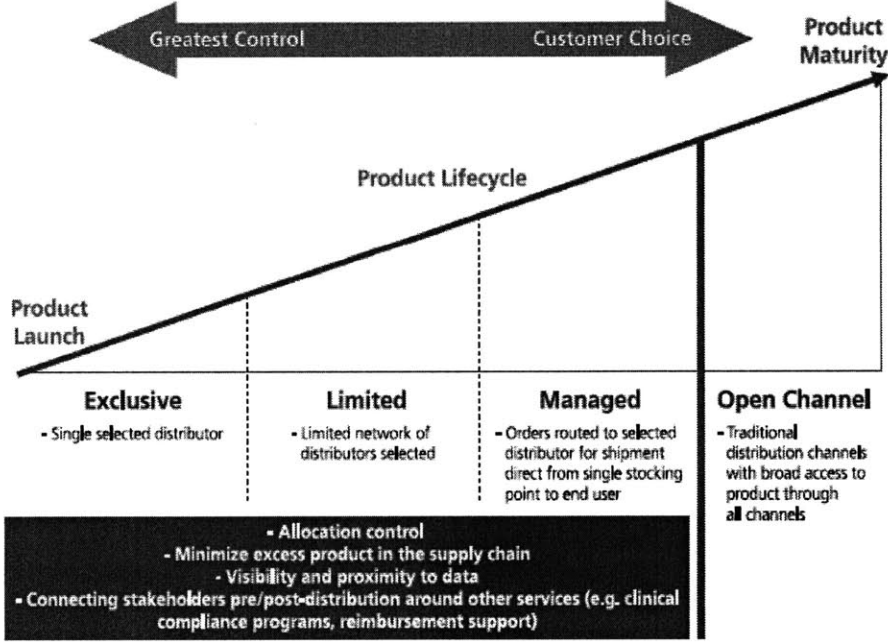 Greatest Control
Customer Choice
Product
Maturity
Product Lifecycle
Product
Launch
Exclusive
- Single selected distributor
Limited
- Limited network of
distributors selected
Managed
- Orders routed to selected
distributor for shipment
direct from single stocking
point to end user
Open Channel
- Traditional
distribution channels
with broad access to
product through
all channels
- Allocation control
- Minimize excess product in the supply chain
- Visibility and proximity to data
- Connecting stakeholders pre/post-distribution around other services (e.g. clinical
compliance programs, reimbursement support)